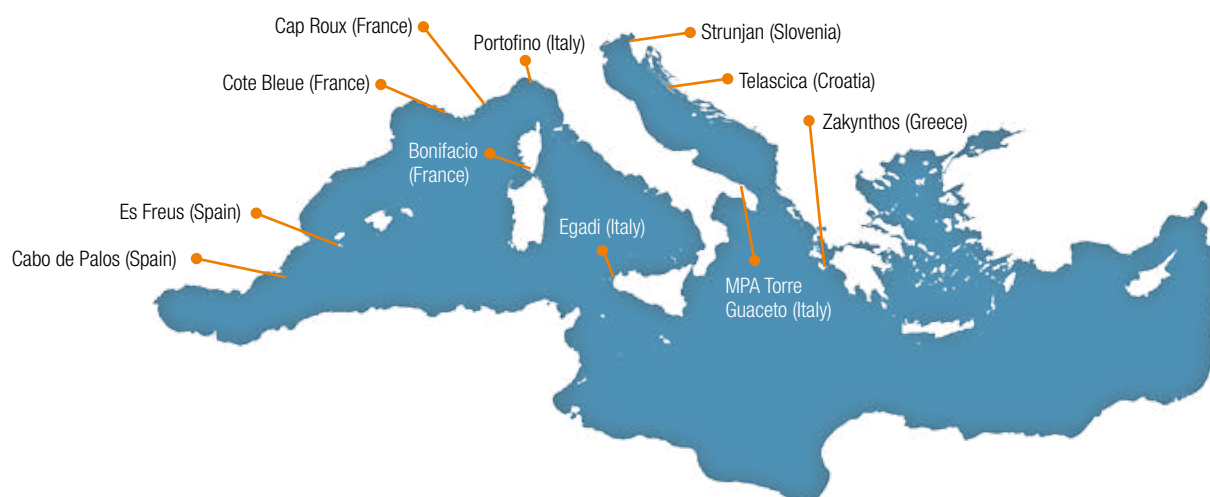 Cap Roux (France)
Portofino (Italy)
Strunjan (Slovenia)
Cote Bleue (France)
Telascica (Croatia)
Zakynthos (Greece)
Bonifacio
(France)
Es Freus (Spain)
Egadi (Italy)
Cabo de Palos (Spain)
MPA Torre
Guaceto (Italy)